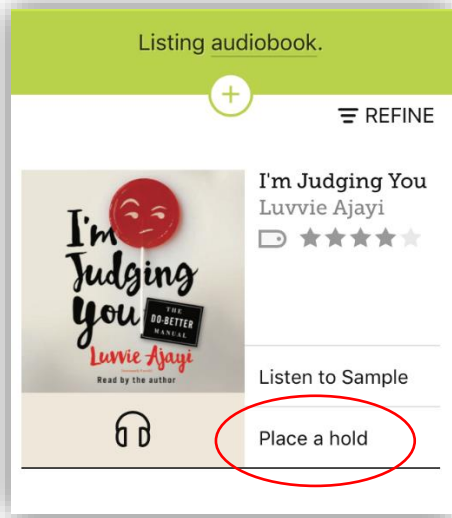 Listing audiobook.
+
REFINE
I'm
Judging
You
THE
DO-BETTER
MANUAL
Luvvie Ajayi
Read by the author
I'm Judging You
Luvvie Ajayi
Listen to Sample
Place a hold